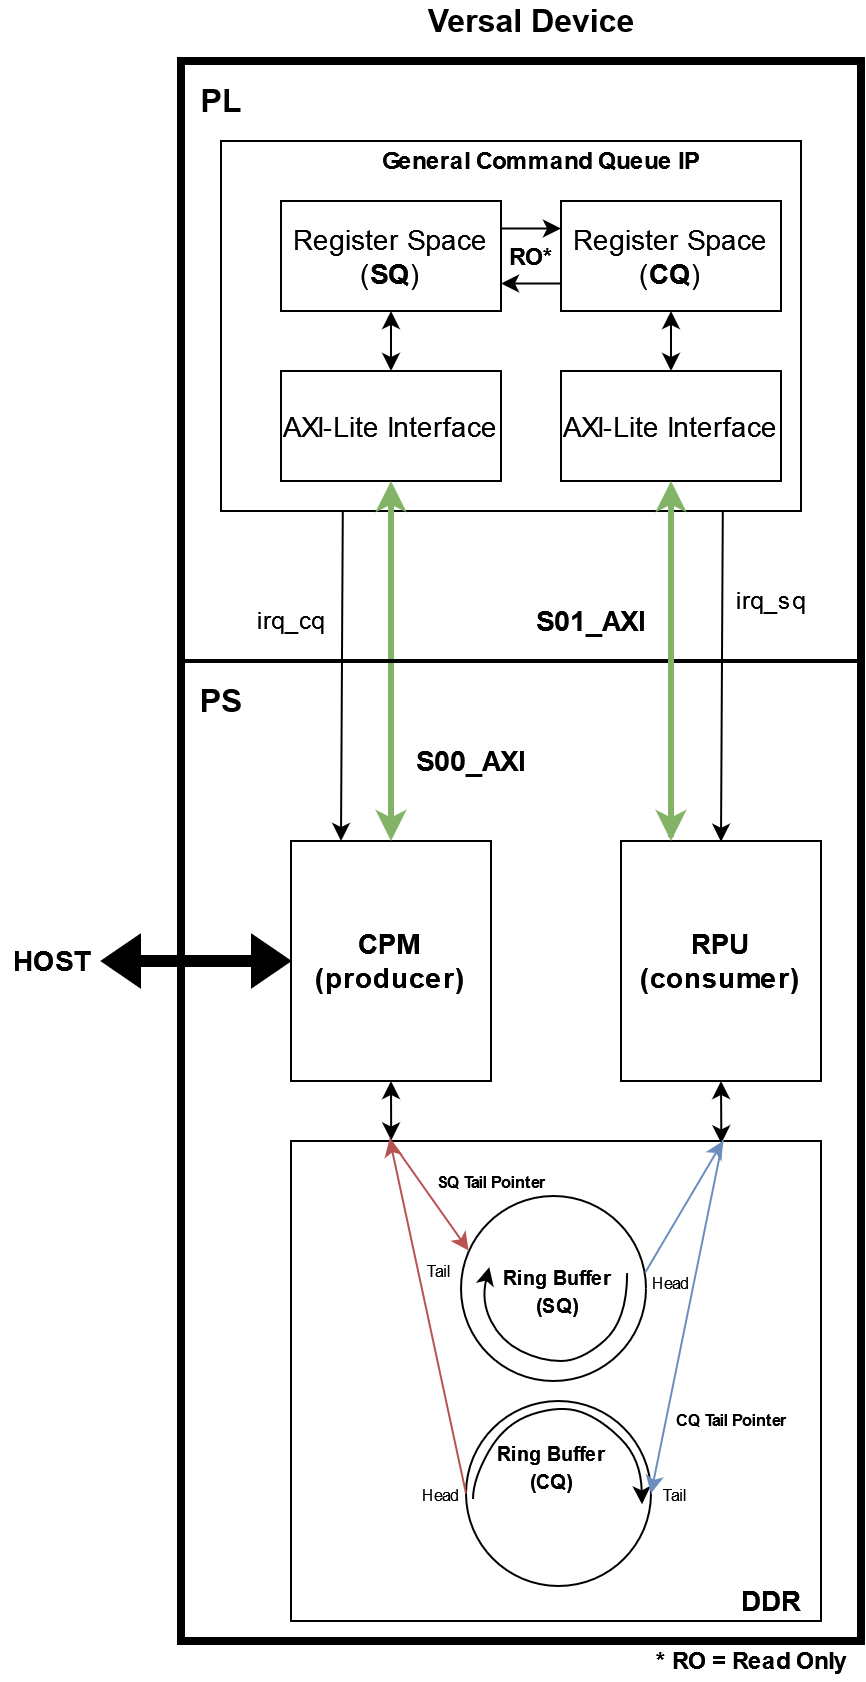 Versal Device
PL
General Command Queue IP
Register Space
(SQ)
RO*
Register Space
(CQ)
AXI-Lite Interface
AXI-Lite Interface
irq_cq
S01_AXI
irq_sq
PS
S00_AXI
HOST
CPM
(producer)
RPU
(consumer)
SQ Tail Pointer
Tail
Ring Buffer
(SQ)
Head
CQ Tail Pointer
Ring Buffer
(CQ)
Head
Tail
DDR
* RO = Read Only